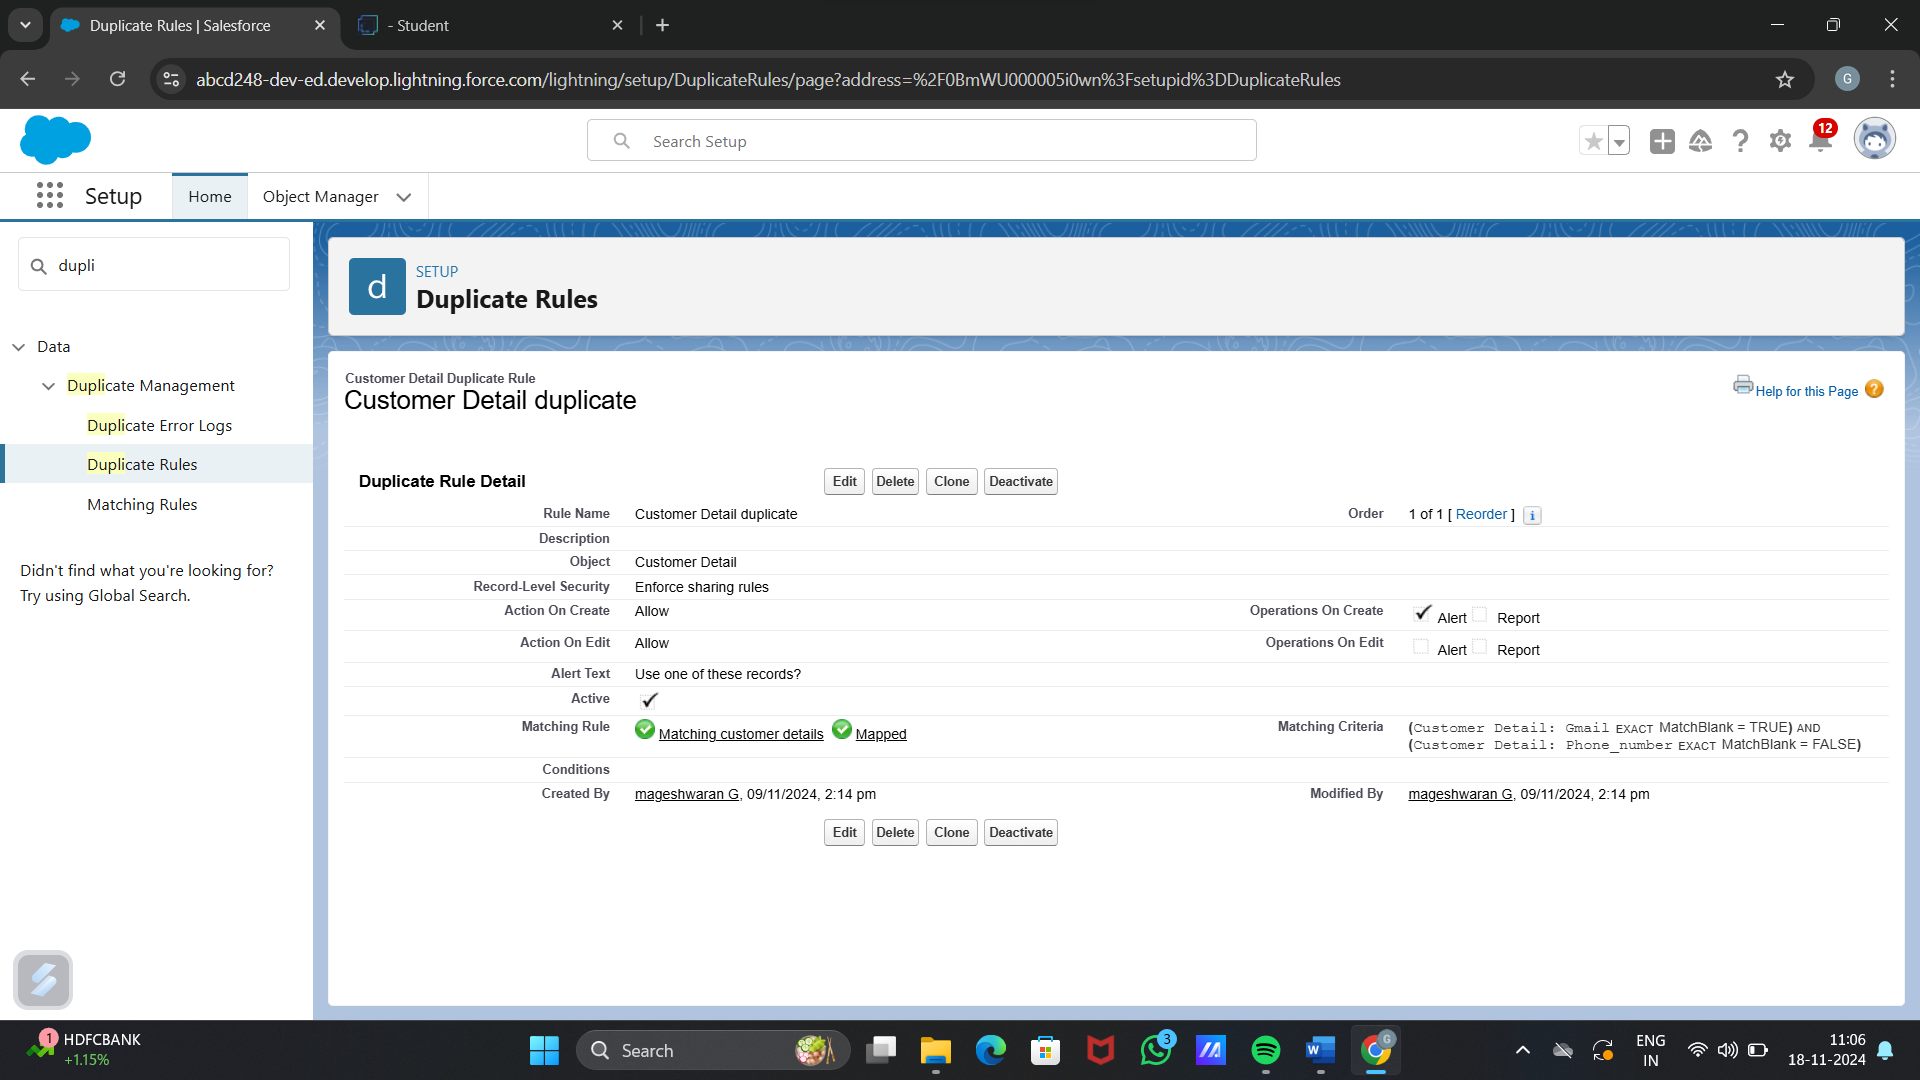 Duplicate Rules | Salesforce
- Student
abcd248-dev-ed.develop.lightning.force.com/lightning/setup/DuplicateRules/page?address=%2F0BmWU000005i0wn%3Fsetupid%3DDuplicateRules
G
Search Setup
12
Setup
Home
Object Manager
dupli
Data
Duplicate Management
Duplicate Error Logs
Duplicate Rules
Matching Rules
Didn't find what you're looking for?
Try using Global Search.
d
SETUP
Duplicate Rules
Customer Detail Duplicate Rule
Customer Detail duplicate
Help for this Page ?
Duplicate Rule Detail
Edit Delete Clone Deactivate
Rule Name Customer Detail duplicate Order 1 of 1 [ Reorder ] i
Description
Object Customer Detail
Record-Level Security Enforce sharing rules
Action On Create Allow Operations On Create Alert Report
Action On Edit Allow Operations On Edit Alert Report
Alert Text Use one of these records?
Active
Matching Rule Matching customer details Mapped Matching Criteria (Customer Detail: Gmail EXACT MatchBlank = TRUE) AND
(Customer Detail: Phone_number EXACT MatchBlank = FALSE)
Conditions
Created By mageshwaran G, 09/11/2024, 2:14 pm Modified By mageshwaran G, 09/11/2024, 2:14 pm
Edit Delete Clone Deactivate
1
HDFCBANK
+1.15%
Search
3
W
G
ENG
IN
11:06
18-11-2024